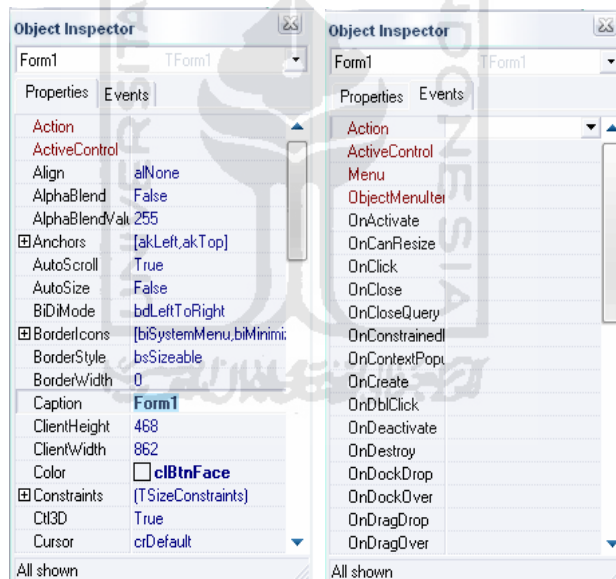 Object Inspector
Form1 TForm1
Properties Events
Action
ActiveControl
Align alNone
AlphaBlend False
AlphaBlendValu 255
Anchors [akLeft,akTop]
AutoScroll True
AutoSize False
BiDiMode bdLeftToRight
BorderIcons [biSystemMenu,biMinimi:
BorderStyle bsSizeable
BorderWidth 0
Caption Form1
ClientHeight 468
ClientWidth 862
Color clBtnFace
Constraints (TSizeConstraints)
Ctl3D True
Cursor crDefault
All shown
Object Inspector
Form1 TForm1
Properties Events
Action
ActiveControl
Menu
ObjectMenuIter
OnActivate
OnCanResize
OnClick
OnClose
OnCloseQuery
OnConstrainedl
OnContextPopu
OnCreate
OnDblClick
OnDeactivate
OnDestroy
OnDockDrop
OnDockOver
OnDragDrop
OnDragOver
All shown